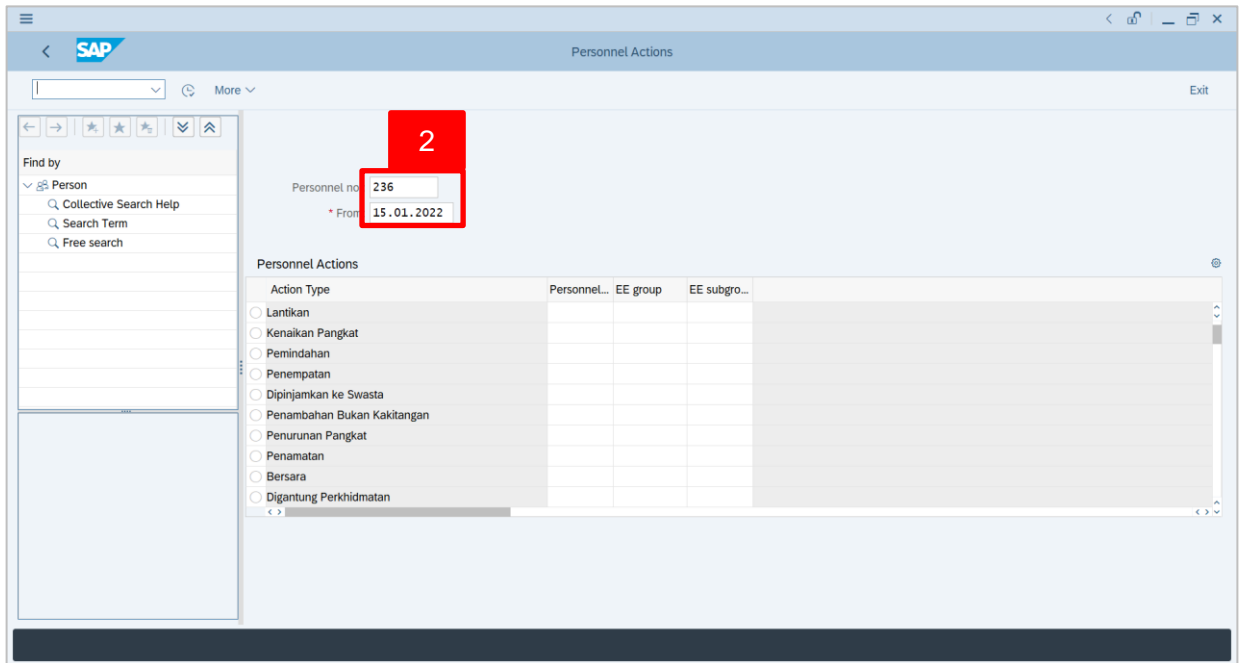 SAP
Personnel Actions
More
Exit
2
Find by
Person
Collective Search Help
Search Term
Free search
Personnel no
236
* From
15.01.2022
Personnel Actions
Action Type Personnel... EE group EE subgro...
Lantikan
Kenaikan Pangkat
Pemindahan
Penempatan
Dipinjamkan ke Swasta
Penambahan Bukan Kakitangan
Penurunan Pangkat
Penamatan
Bersara
Digantung Perkhidmatan